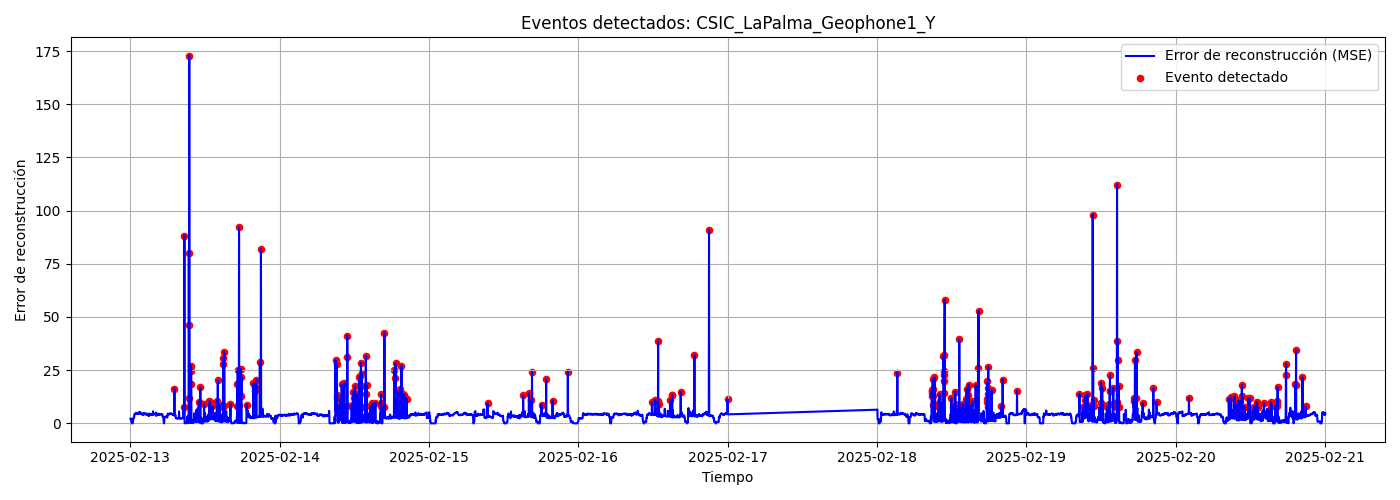 Eventos detectados: CSIC_LaPalma_Geophone1_Y
Error de reconstrucción (MSE)
Evento detectado
Error de reconstrucción
175
150
125
100
75
50
25
0
2025-02-13 2025-02-14 2025-02-15 2025-02-16 2025-02-17 2025-02-18 2025-02-19 2025-02-20 2025-02-21
Tiempo